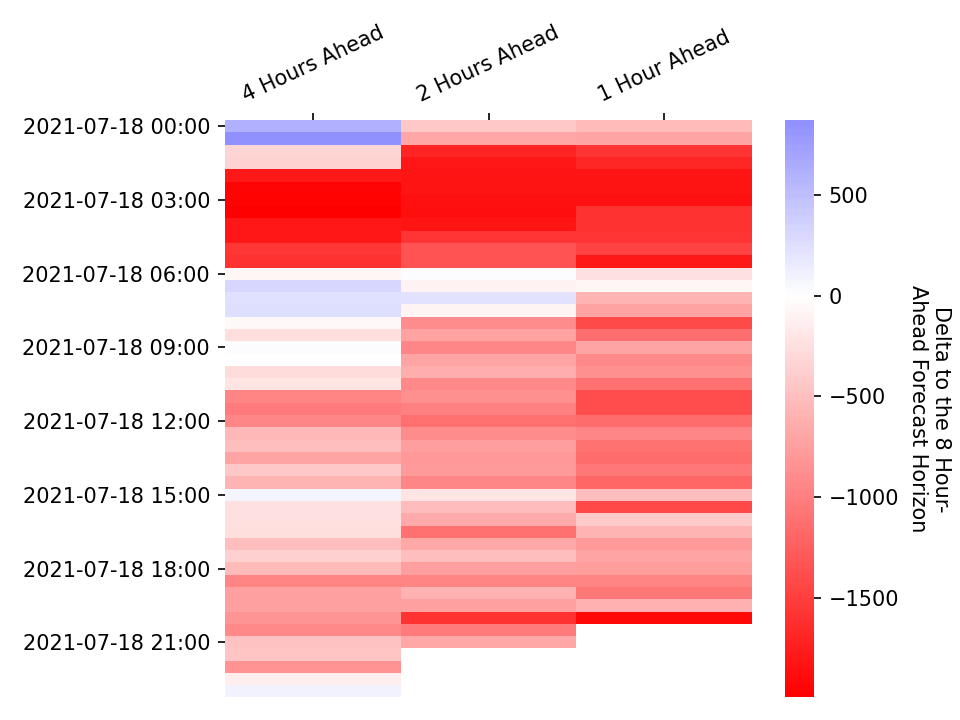 4 Hours Ahead
2 Hours Ahead
1 Hour Ahead
2021-07-18 00:00
2021-07-18 03:00
2021-07-18 06:00
2021-07-18 09:00
2021-07-18 12:00
2021-07-18 15:00
2021-07-18 18:00
2021-07-18 21:00
500
0
−500
−1000
−1500
Delta to the 8 Hour-
Ahead Forecast Horizon